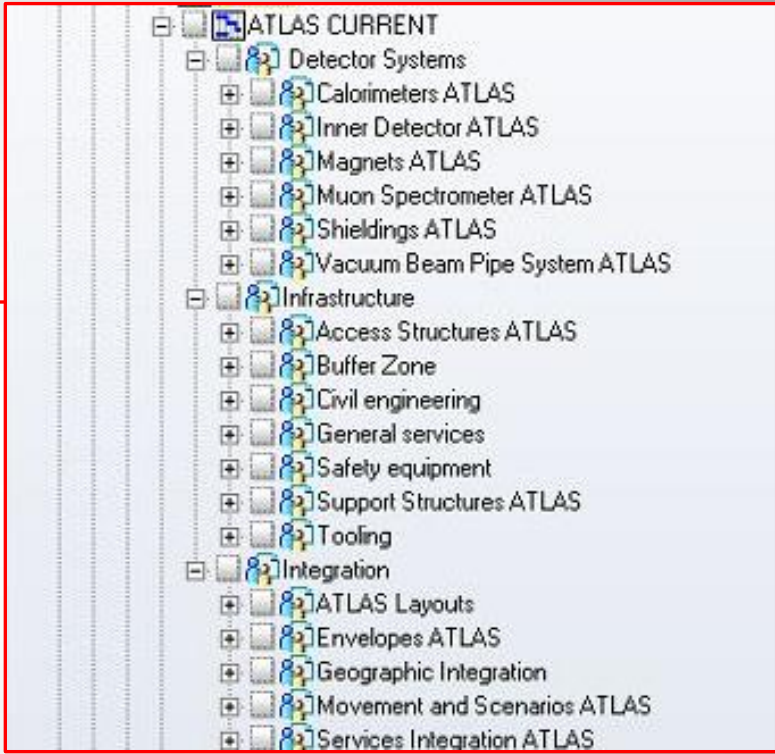 ATLAS CURRENT
Detector Systems
Calorimeters ATLAS
Inner Detector ATLAS
Magnets ATLAS
Muon Spectrometer ATLAS
Shieldings ATLAS
Vacuum Beam Pipe System ATLAS
Infrastructure
Access Structures ATLAS
Buffer Zone
Civil engineering
General services
Safety equipment
Support Structures ATLAS
Tooling
Integration
ATLAS Layouts
Envelopes ATLAS
Geographic Integration
Movement and Scenarios ATLAS
Services Integration ATLAS